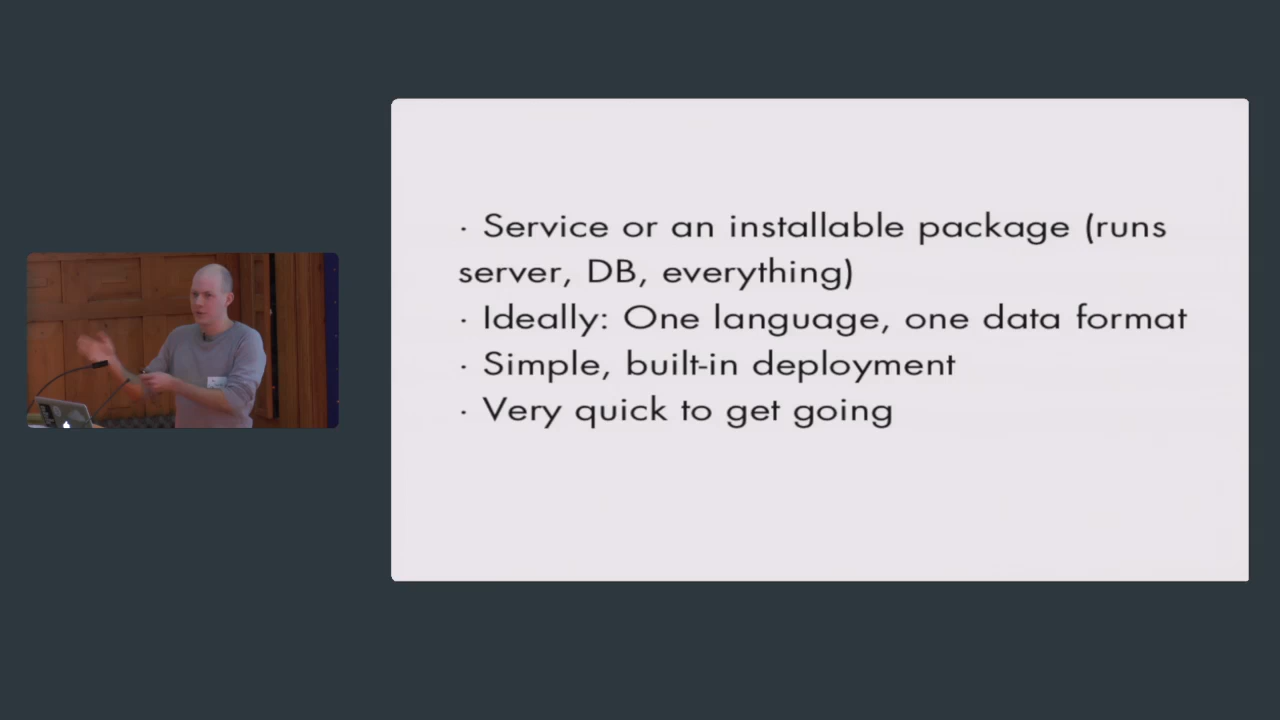 · Service or an installable package (runs
server, DB, everything)
· Ideally: One language, one data format
· Simple, built-in deployment
· Very quick to get going